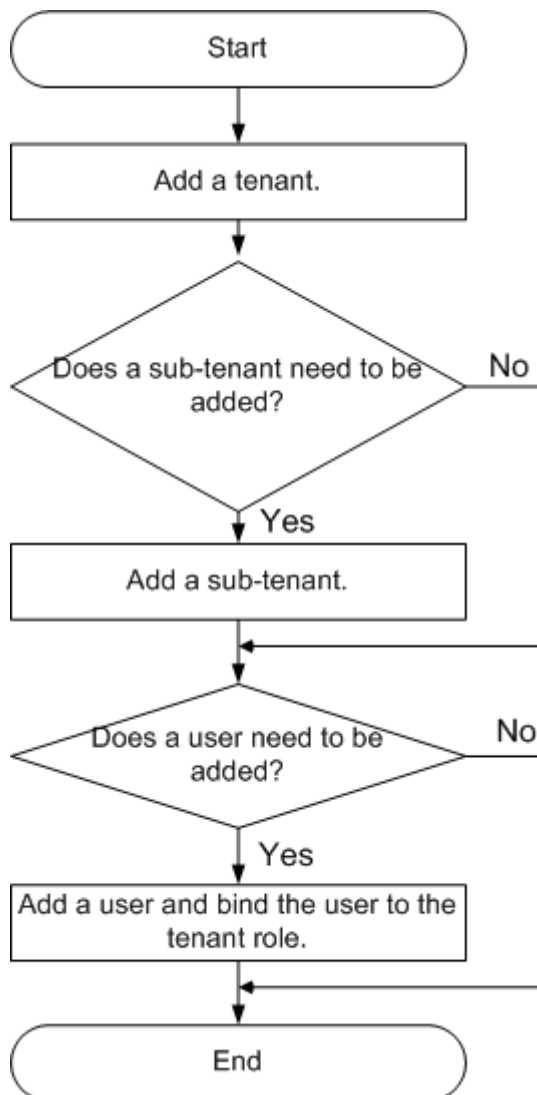 Start
Add a tenant.
Does a sub-tenant need to be
added?
No
Yes
Add a sub-tenant.
Does a user need to be
added?
No
Yes
Add a user and bind the user to the
tenant role.
End